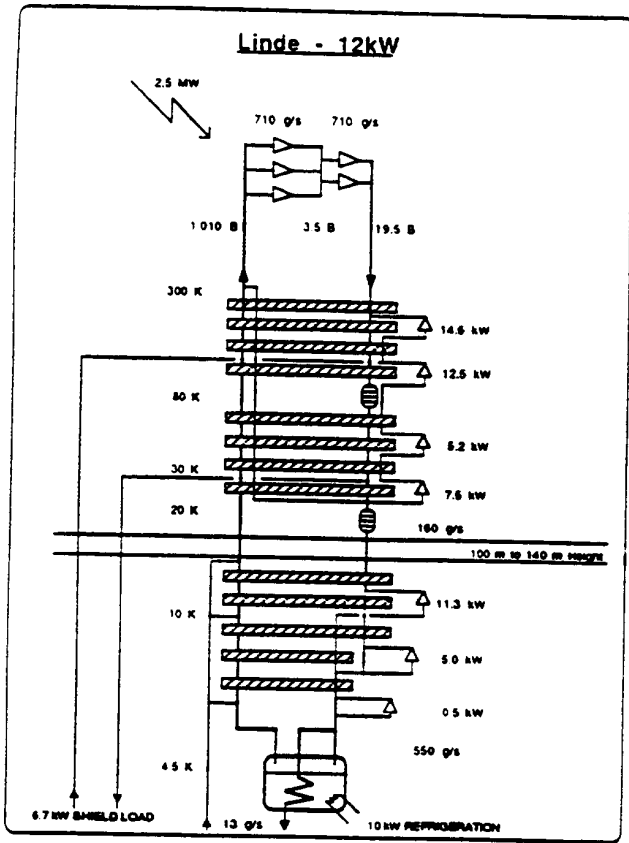 Linde - 12kW
2.5 MW
710 g/s 710 g/s
1.010 B 3.5 B 19.5 B
300 K
14.6 kW
12.5 kW
80 K
5.2 kW
30 K
7.5 kW
20 K
160 g/s
100 m to 140 m Height
10 K
11.3 kW
5.0 kW
0.5 kW
550 g/s
4.5 K
6.7 kW SHIELD LOAD
13 g/s
10 kW REFRIGERATION